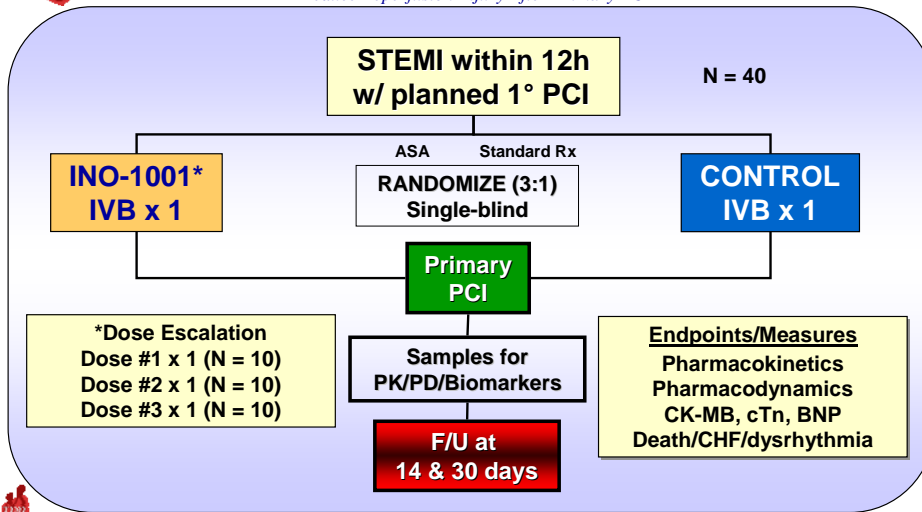 STEMI within 12h
w/ planned 1° PCI
N = 40
ASA Standard Rx
INO-1001*
IVB x 1
RANDOMIZE (3:1)
Single-blind
CONTROL
IVB x 1
Primary
PCI
*Dose Escalation
Dose #1 x 1 (N = 10)
Dose #2 x 1 (N = 10)
Dose #3 x 1 (N = 10)
Samples for
PK/PD/Biomarkers
Endpoints/Measures
Pharmacokinetics
Pharmacodynamics
CK-MB, cTn, BNP
Death/CHF/dysrhythmia
F/U at
14 & 30 days